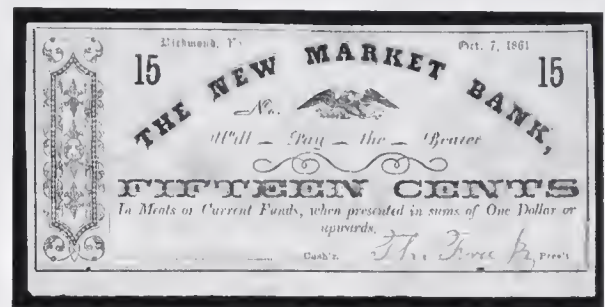 Richmond, Va Oct. 7, 1861
15 THE NEW MARKET BANK, 15
No.
Will Pay the Bearer
FIFTEEN CENTS
In Meats or Current Funds, when presented in sums of One Dollar or
upwards.
Cash'r. Pres't